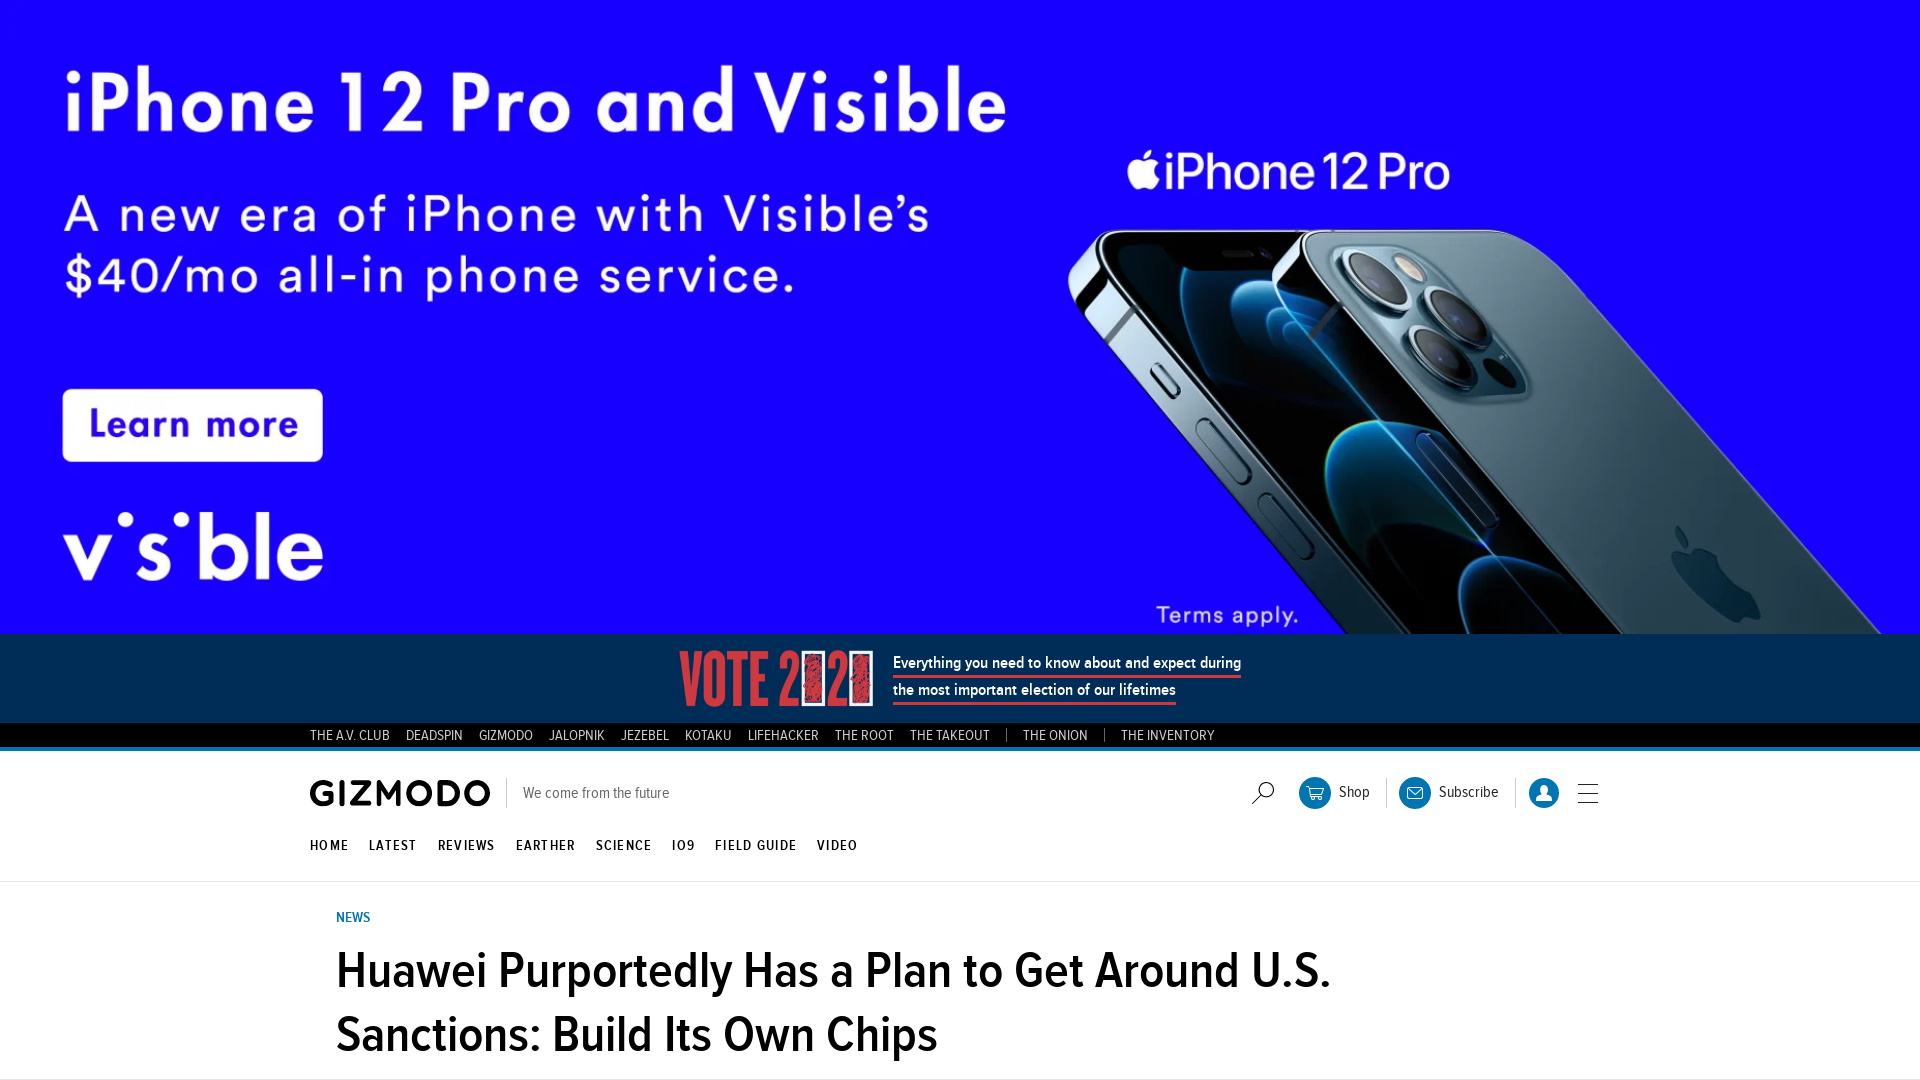 iPhone 12 Pro and Visible
iPhone 12 Pro
A new era of iPhone with Visible’s
$40/mo all-in phone service.
Learn more
visible
Terms apply.
VOTE 2020
Everything you need to know about and expect during
the most important election of our lifetimes
THE A.V. CLUB DEADSPIN GIZMODO JALOPNIK JEZEBEL KOTAKU LIFEHACKER THE ROOT THE TAKEOUT THE ONION THE INVENTORY
GIZMODO We come from the future Shop Subscribe
HOME LATEST REVIEWS EARTHER SCIENCE IO9 FIELD GUIDE VIDEO
NEWS
Huawei Purportedly Has a Plan to Get Around U.S.
Sanctions: Build Its Own Chips